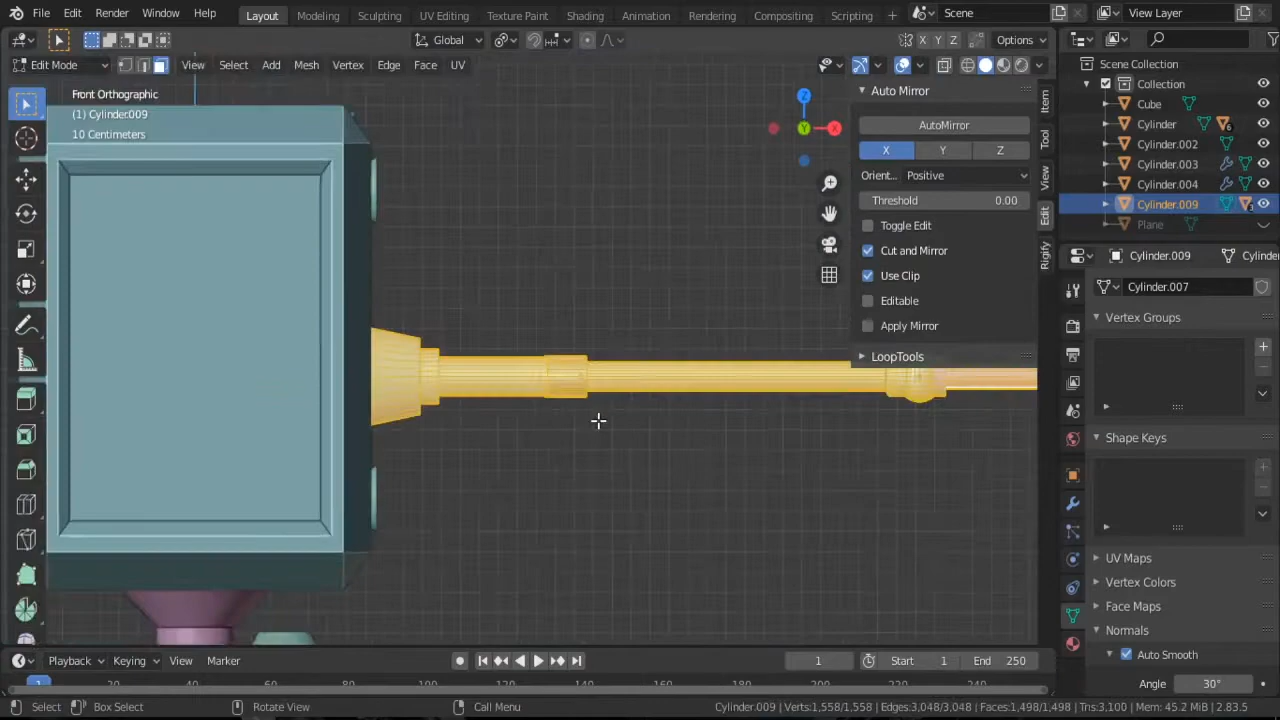 File Edit Render Window Help Layout Modeling Sculpting UV Editing Texture Paint Shading Animation Rendering Compositing Scripting + Scene View Layer
Global Options
Edit Mode View Select Add Mesh Vertex Edge Face UV
X Y Z
Front Orthographic
(1) Cylinder.009
10 Centimeters
Z
Y
X
Auto Mirror
AutoMirror
X Y Z
Orient... Positive
Threshold 0.00
Toggle Edit
Cut and Mirror
Use Clip
Editable
Apply Mirror
LoopTools
Item
Tool
View
Edit
Rigify
Scene Collection
Collection
Cube
Cylinder 6
Cylinder.002
Cylinder.003
Cylinder.004
Cylinder.009 3
Plane
Cylinder.009 Cylinde
Cylinder.007
Vertex Groups
Shape Keys
UV Maps
Vertex Colors
Face Maps
Normals
Auto Smooth
Angle 30°
Playback Keying View Marker
1 Start 1 End 250
1 20 40 60 80 100 120 140 160 180 200 220 240
Select Box Select Rotate View Call Menu
Cylinder.009 | Verts:1,558/1,558 | Edges:3,048/3,048 | Faces:1,498/1,498 | Tris:3,100 | Mem: 45.2 MiB | 2.83.5